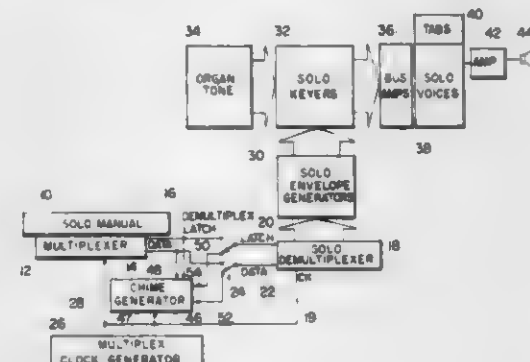 34
32
40
36
TABS
42
44
ORGAN
TONE
SOLO
KEYERS
BUS
AMPS
SOLO
VOICES
AMP
38
30
SOLO
ENVELOPE
GENERATORS
10
16
DEMULTIPLEX
LATCH
20
SOLO MANUAL
MULTIPLEXER
DATA
50
LATCH
SOLO
DEMULTIPLEXER
18
12
14
48
54
DATA
CK
28
CHIME
GENERATOR
24
22
26
47
46
52
19
MULTIPLEX
CLOCK GENERATOR